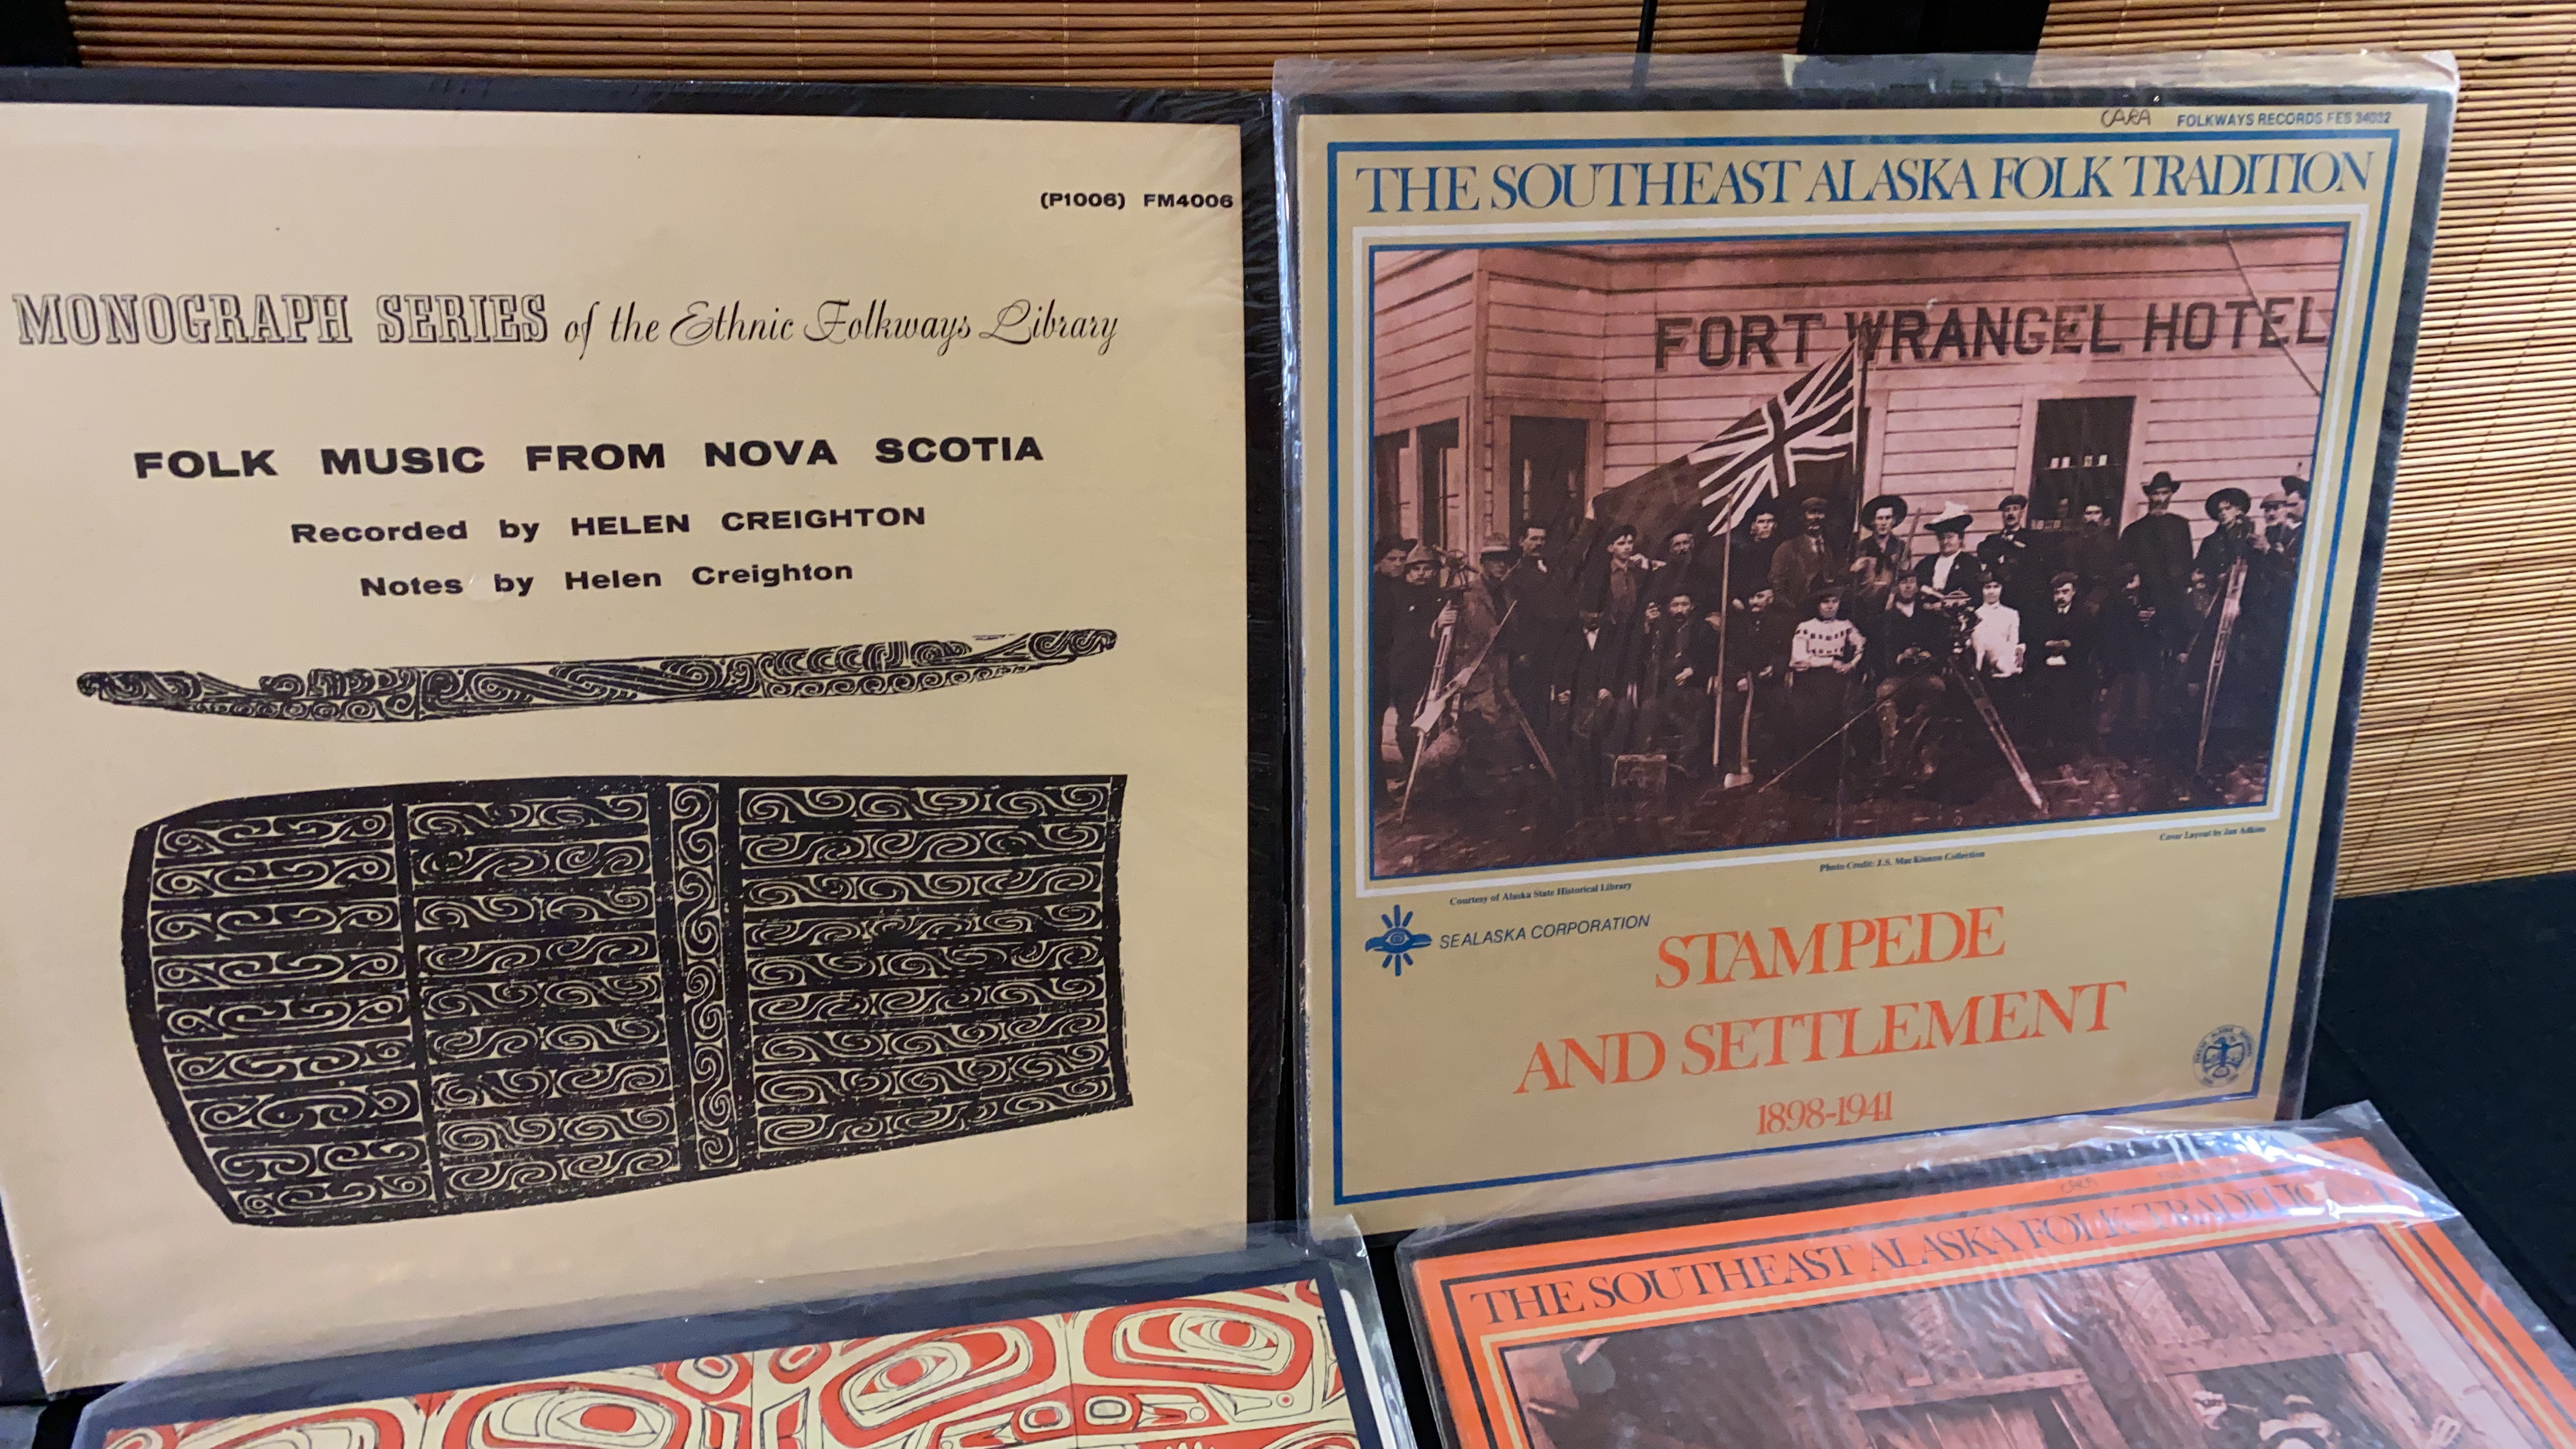 (P1006) FM4006
MONOGRAPH SERIES of the Ethnic Folkways Library
FOLK MUSIC FROM NOVA SCOTIA
Recorded by HELEN CREIGHTON
Notes by Helen Creighton
CARA FOLKWAYS RECORDS FES 34032
THE SOUTHEAST ALASKA FOLK TRADITION
FORT WRANGEL HOTEL
Cover Layout by Jan Adkins
Photo Credit: J.S. MacKinnon Collection
Courtesy of Alaska State Historical Library
SEALASKA CORPORATION
STAMPEDE
AND SETTLEMENT
1898-1941
CARA
THE SOUTHEAST ALASKA FOLK TRADITION